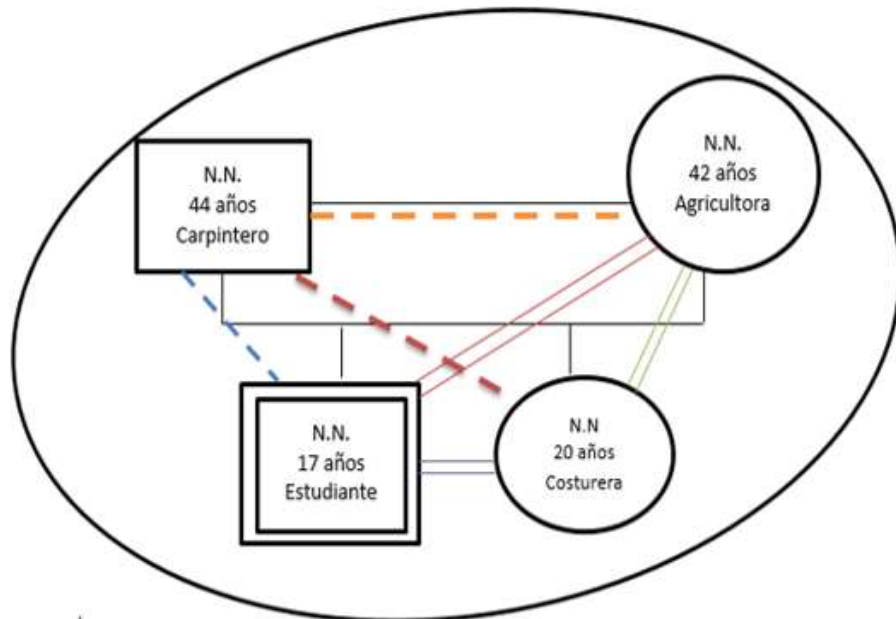 N.N.
44 años
Carpintero
N.N.
42 años
Agricultora
N.N.
17 años
Estudiante
N.N
20 años
Costurera